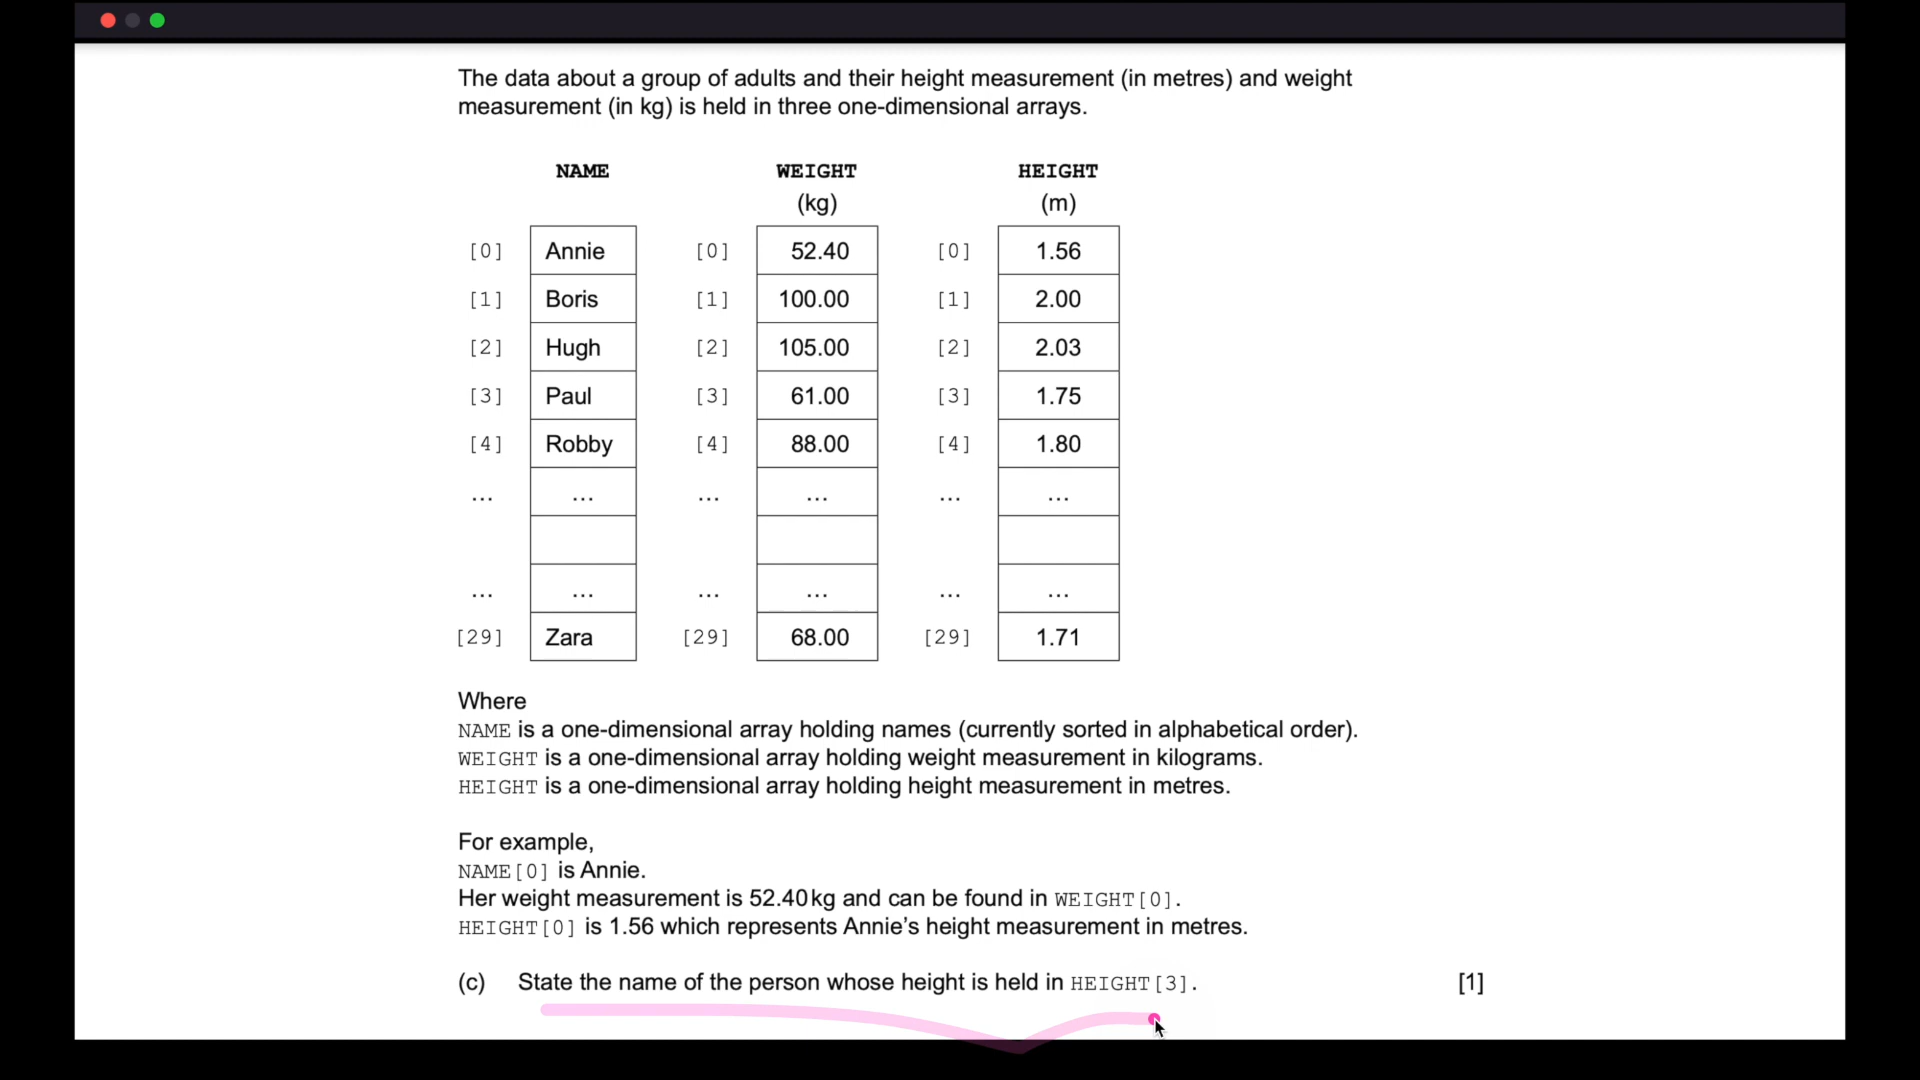 The data about a group of adults and their height measurement (in metres) and weight
measurement (in kg) is held in three one-dimensional arrays.
NAME WEIGHT HEIGHT
(kg) (m)
[0] Annie [0] 52.40 [0] 1.56
[1] Boris [1] 100.00 [1] 2.00
[2] Hugh [2] 105.00 [2] 2.03
[3] Paul [3] 61.00 [3] 1.75
[4] Robby [4] 88.00 [4] 1.80
... ... ... ... ... ...
... ... ... ... ... ...
[29] Zara [29] 68.00 [29] 1.71
Where
NAME is a one-dimensional array holding names (currently sorted in alphabetical order).
WEIGHT is a one-dimensional array holding weight measurement in kilograms.
HEIGHT is a one-dimensional array holding height measurement in metres.
For example,
NAME[0] is Annie.
Her weight measurement is 52.40 kg and can be found in WEIGHT[0].
HEIGHT[0] is 1.56 which represents Annie’s height measurement in metres.
(c) State the name of the person whose height is held in HEIGHT[3]. [1]